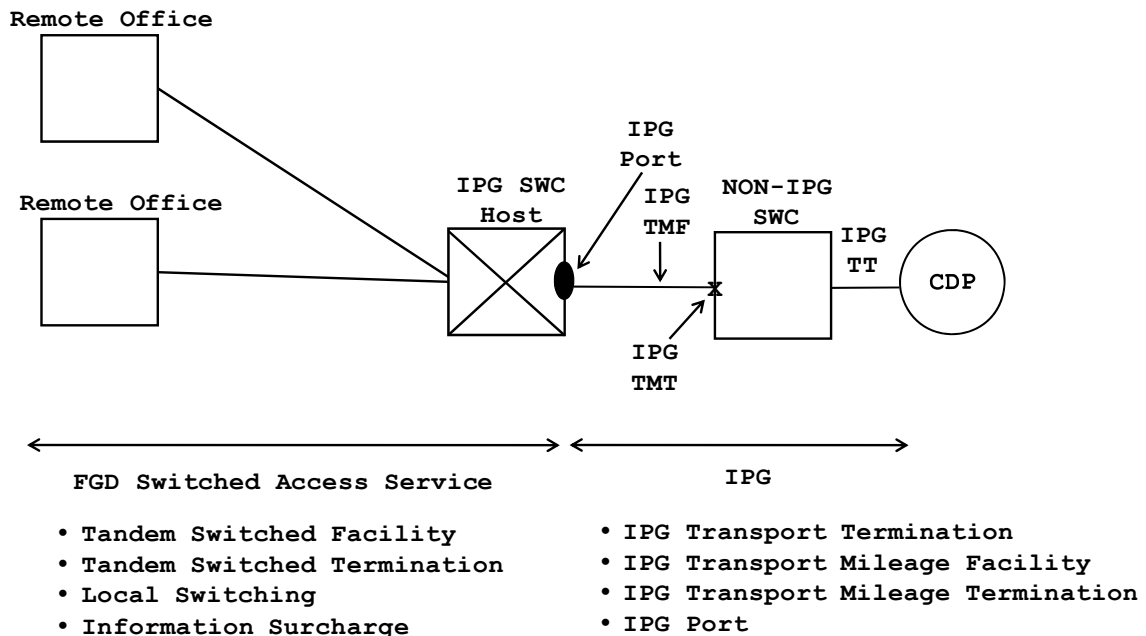 Remote Office
Remote Office
IPG SWC
Host
IPG
Port
IPG
TMF
IPG
TMT
NON-IPG
SWC
IPG
TT
CDP
FGD Switched Access Service
• Tandem Switched Facility
• Tandem Switched Termination
• Local Switching
• Information Surcharge
IPG
• IPG Transport Termination
• IPG Transport Mileage Facility
• IPG Transport Mileage Termination
• IPG Port